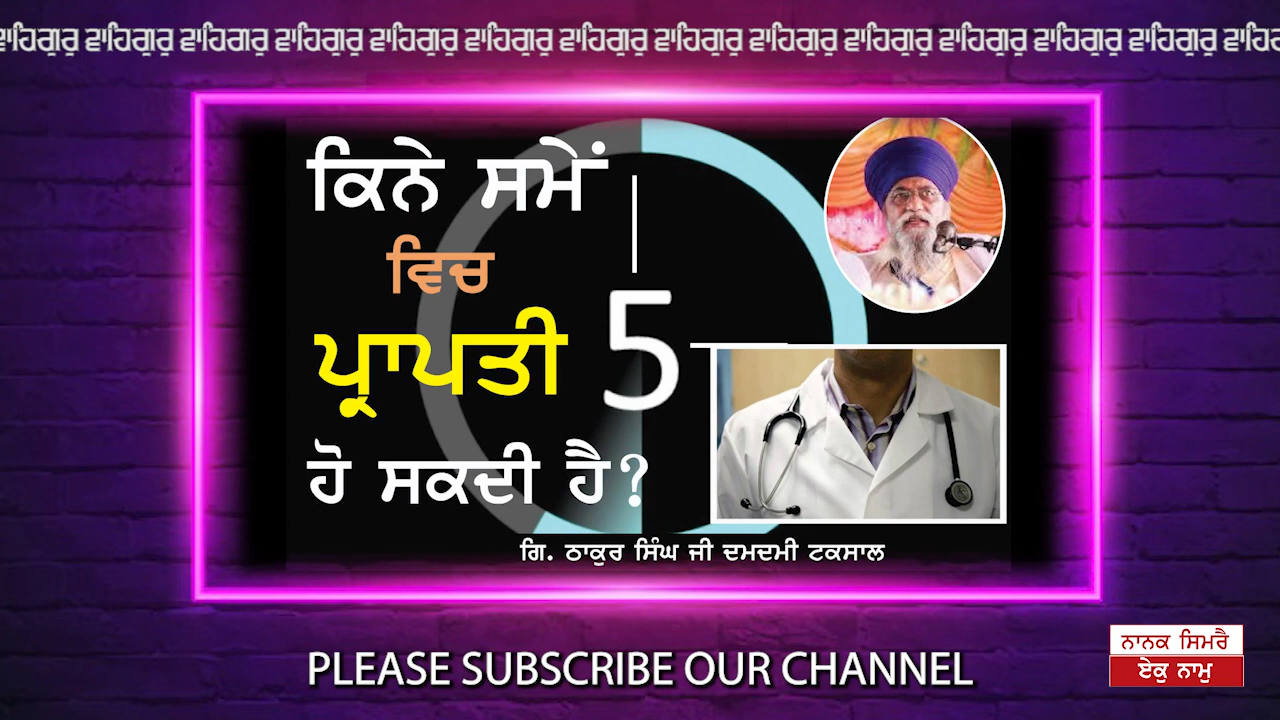 ਵਾਹਿਗੁਰੂ ਵਾਹਿਗੁਰੂ ਵਾਹਿਗੁਰੂ ਵਾਹਿਗੁਰੂ ਵਾਹਿਗੁਰੂ ਵਾਹਿਗੁਰੂ ਵਾਹਿਗੁਰੂ ਵਾਹਿਗੁਰੂ ਵਾਹਿਗੁਰੂ ਵਾਹਿਗੁਰੂ ਵਾਹਿਗੁਰੂ ਵਾਹਿਗੁਰੂ ਵਾਹਿਗੁਰੂ
ਕਿਨੇ ਸਮੇਂ
ਵਿਚ
ਪ੍ਰਾਪਤੀ 5
ਹੋ ਸਕਦੀ ਹੈ?
ਗਿ. ਠਾਕੁਰ ਸਿੰਘ ਜੀ ਦਮਦਮੀ ਟਕਸਾਲ
PLEASE SUBSCRIBE OUR CHANNEL
ਨਾਨਕ ਸਿਮਰੈ
ਏਕੁ ਨਾਮੁ